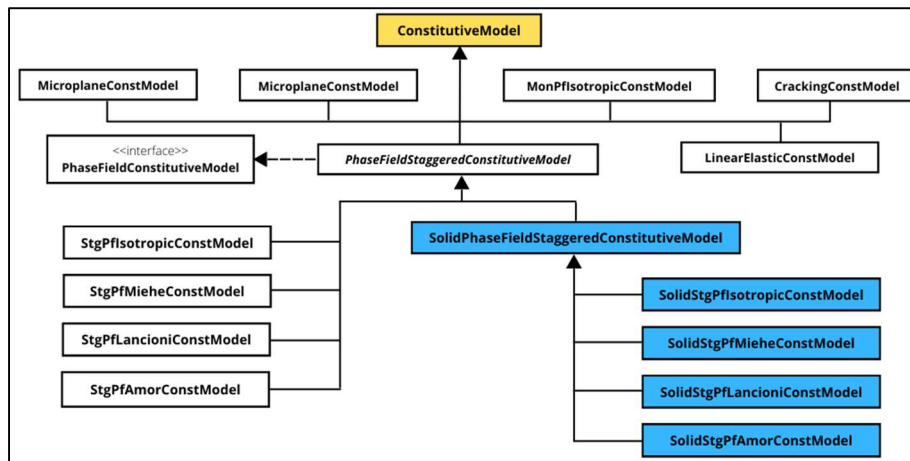 ConstitutiveModel
MicroplaneConstModel
MicroplaneConstModel
MonPfIsotropicConstModel
CrackingConstModel
<<interface>>
PhaseFieldConstitutiveModel
PhaseFieldStaggeredConstitutiveModel
LinearElasticConstModel
StgPfIsotropicConstModel
SolidPhaseFieldStaggeredConstitutiveModel
StgPfMieheConstModel
SolidStgPfIsotropicConstModel
StgPfLancioniConstModel
SolidStgPfMieheConstModel
StgPfAmorConstModel
SolidStgPfLancioniConstModel
SolidStgPfAmorConstModel